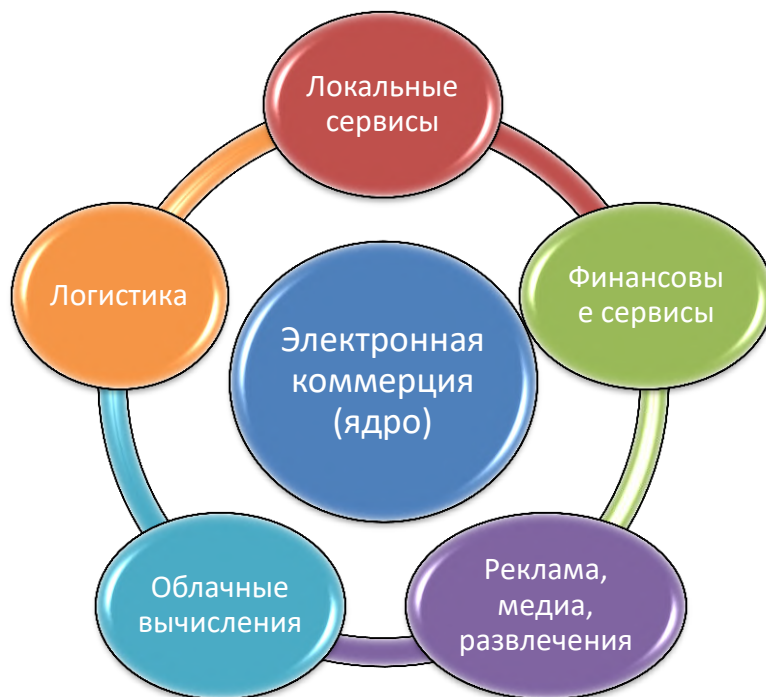 Локальные
сервисы
Финансовы
е сервисы
Логистика
Электронная
коммерция
(ядро)
Реклама,
медиа,
развлечения
Облачные
вычисления